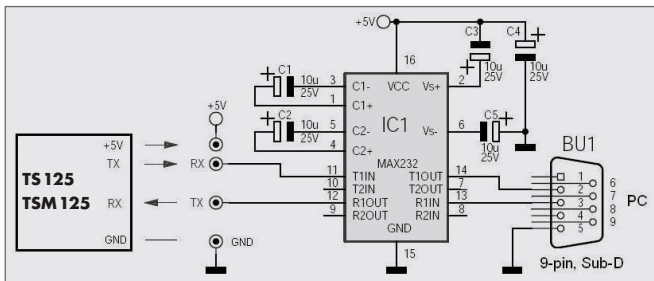 +5V
C3
C4
10u
25V
10u
25V
16
C1
10u
25V
3
1
C1-
C1+
VCC
Vs+
2
+5V
C2
10u
25V
5
4
C2-
C2+
IC1
Vs-
6
C5
10u
25V
BU1
MAX232
+5V
TX
RX
GND
TS 125
TSM 125
RX
TX
GND
11
10
12
9
T1IN
T2IN
R1OUT
R2OUT
T1OUT
T2OUT
R1IN
R2IN
GND
14
7
13
8
15
1
2
3
4
5
6
7
8
9
PC
9-pin, Sub-D